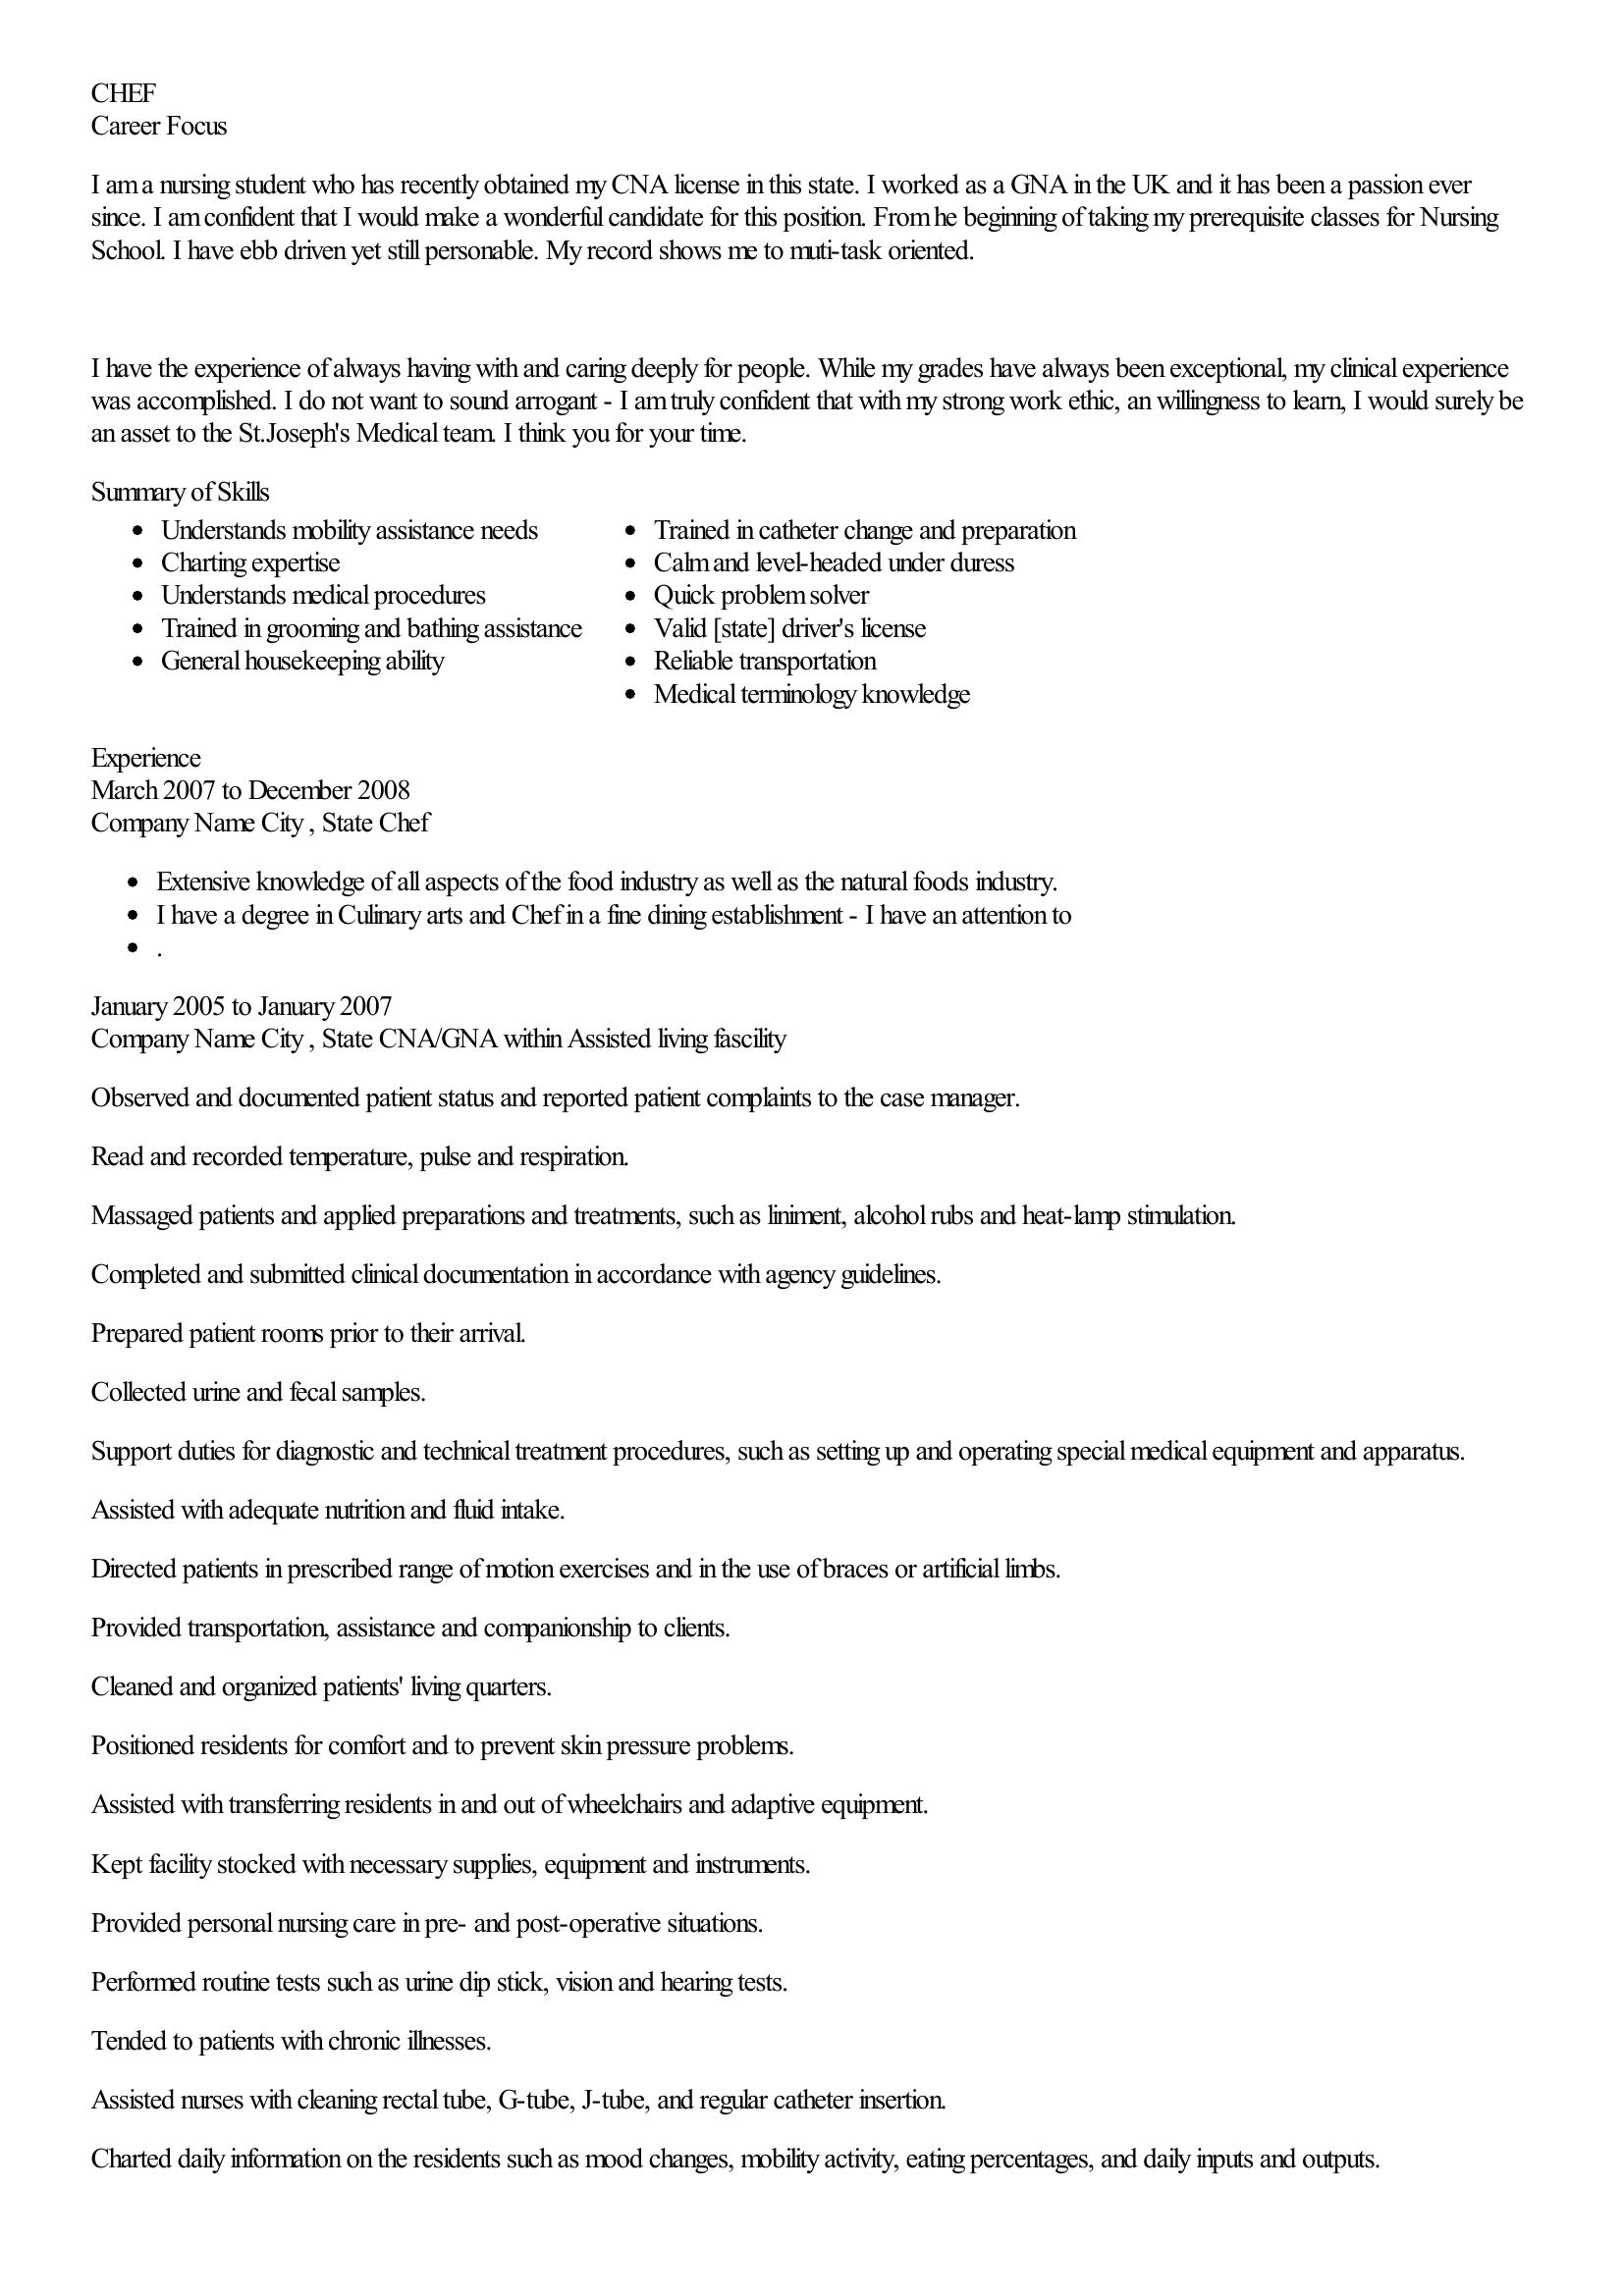 CHEF
Career Focus
I am a nursing student who has recently obtained my CNA license in this state. I worked as a GNA in the UK and it has been a passion ever
since. I am confident that I would make a wonderful candidate for this position. From he beginning of taking my prerequisite classes for Nursing
School. I have ebb driven yet still personable. My record shows me to muti-task oriented.
I have the experience of always having with and caring deeply for people. While my grades have always been exceptional, my clinical experience
was accomplished. I do not want to sound arrogant - I am truly confident that with my strong work ethic, an willingness to learn, I would surely be
an asset to the St.Joseph's Medical team. I think you for your time.
Summary of Skills
• Understands mobility assistance needs
• Charting expertise
• Understands medical procedures
• Trained in grooming and bathing assistance
• General housekeeping ability
• Trained in catheter change and preparation
• Calm and level-headed under duress
• Quick problem solver
• Valid [state] driver's license
• Reliable transportation
• Medical terminology knowledge
Experience
March 2007 to December 2008
Company Name City , State Chef
• Extensive knowledge of all aspects of the food industry as well as the natural foods industry.
• I have a degree in Culinary arts and Chef in a fine dining establishment - I have an attention to
• .
January 2005 to January 2007
Company Name City , State CNA/GNA within Assisted living fascility
Observed and documented patient status and reported patient complaints to the case manager.
Read and recorded temperature, pulse and respiration.
Massaged patients and applied preparations and treatments, such as liniment, alcohol rubs and heat-lamp stimulation.
Completed and submitted clinical documentation in accordance with agency guidelines.
Prepared patient rooms prior to their arrival.
Collected urine and fecal samples.
Support duties for diagnostic and technical treatment procedures, such as setting up and operating special medical equipment and apparatus.
Assisted with adequate nutrition and fluid intake.
Directed patients in prescribed range of motion exercises and in the use of braces or artificial limbs.
Provided transportation, assistance and companionship to clients.
Cleaned and organized patients' living quarters.
Positioned residents for comfort and to prevent skin pressure problems.
Assisted with transferring residents in and out of wheelchairs and adaptive equipment.
Kept facility stocked with necessary supplies, equipment and instruments.
Provided personal nursing care in pre- and post-operative situations.
Performed routine tests such as urine dip stick, vision and hearing tests.
Tended to patients with chronic illnesses.
Assisted nurses with cleaning rectal tube, G-tube, J-tube, and regular catheter insertion.
Charted daily information on the residents such as mood changes, mobility activity, eating percentages, and daily inputs and outputs.